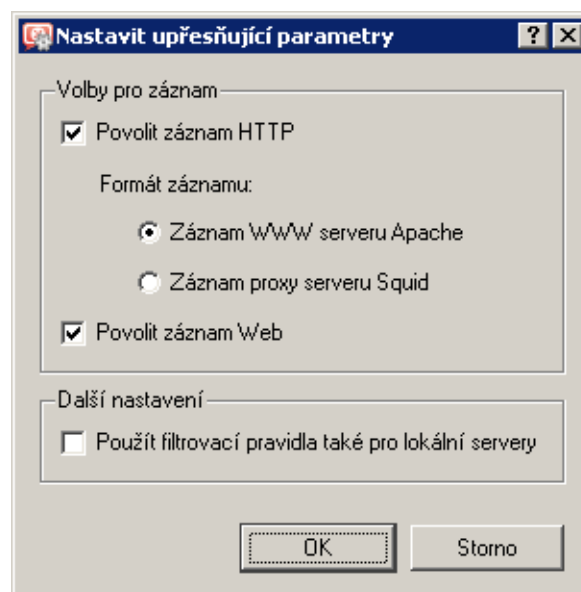 Nastavit upřesňující parametry
Volby pro záznam
Povolit záznam HTTP
Formát záznamu:
Záznam WWW serveru Apache
Záznam proxy serveru Squid
Povolit záznam Web
Další nastavení
Použít filtrovací pravidla také pro lokální servery
OK Storno